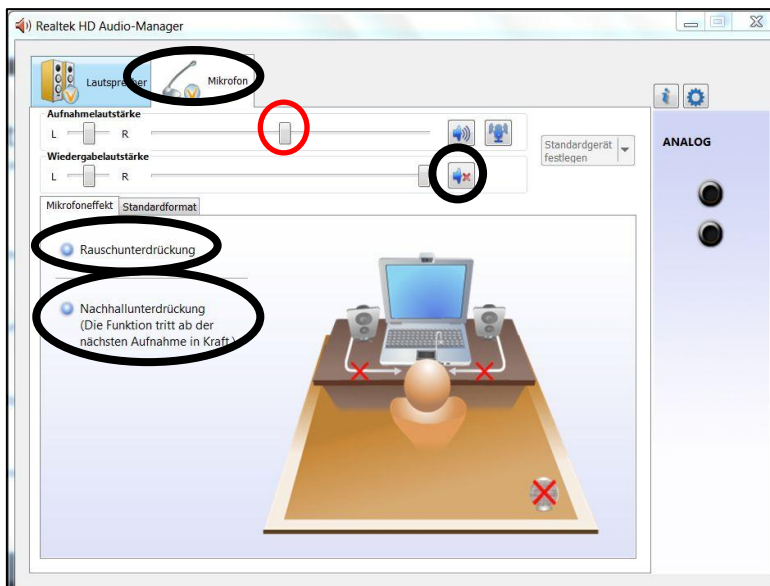 Realtek HD Audio-Manager
Lautsprecher
Mikrofon
Aufnahmelautstärke
L R
Wiedergabelautstärke
L R
Standardgerät
festlegen
ANALOG
Mikrofoneffekt Standardformat
Rauschunterdrückung
Nachhallunterdrückung
(Die Funktion tritt ab der
nächsten Aufnahme in Kraft.)